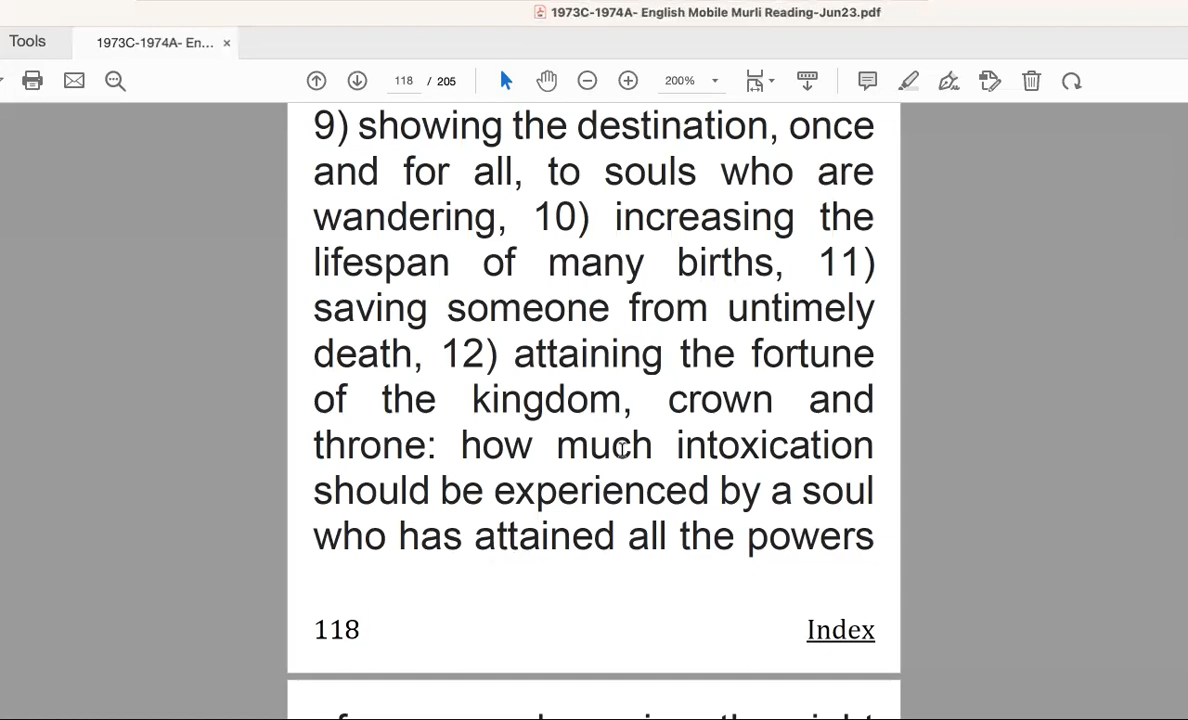 1973C-1974A- English Mobile Murli Reading-Jun23.pdf
Tools
1973C-1974A- En... ×
118 / 205
200%
9) showing the destination, once
and for all, to souls who are
wandering, 10) increasing the
lifespan of many births, 11)
saving someone from untimely
death, 12) attaining the fortune
of the kingdom, crown and
throne: how much intoxication
should be experienced by a soul
who has attained all the powers
118 Index